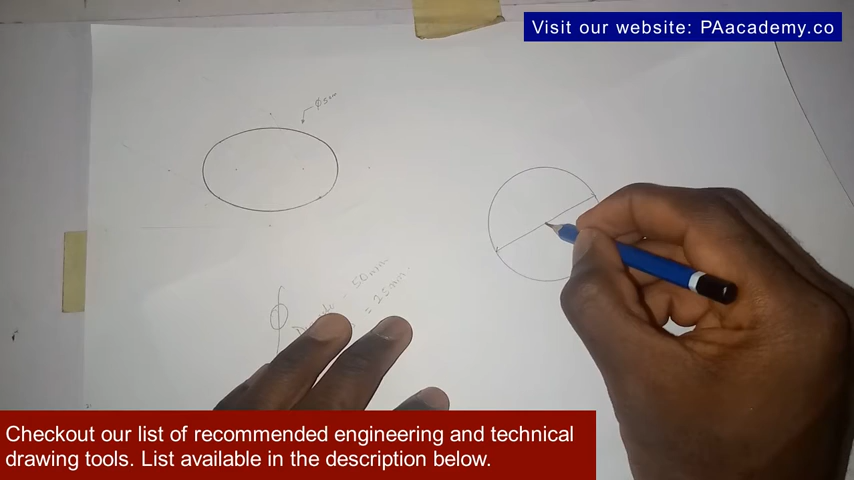 Visit our website: PAacademy.co
50mm
= 25mm.
Checkout our list of recommended engineering and technical
drawing tools. List available in the description below.